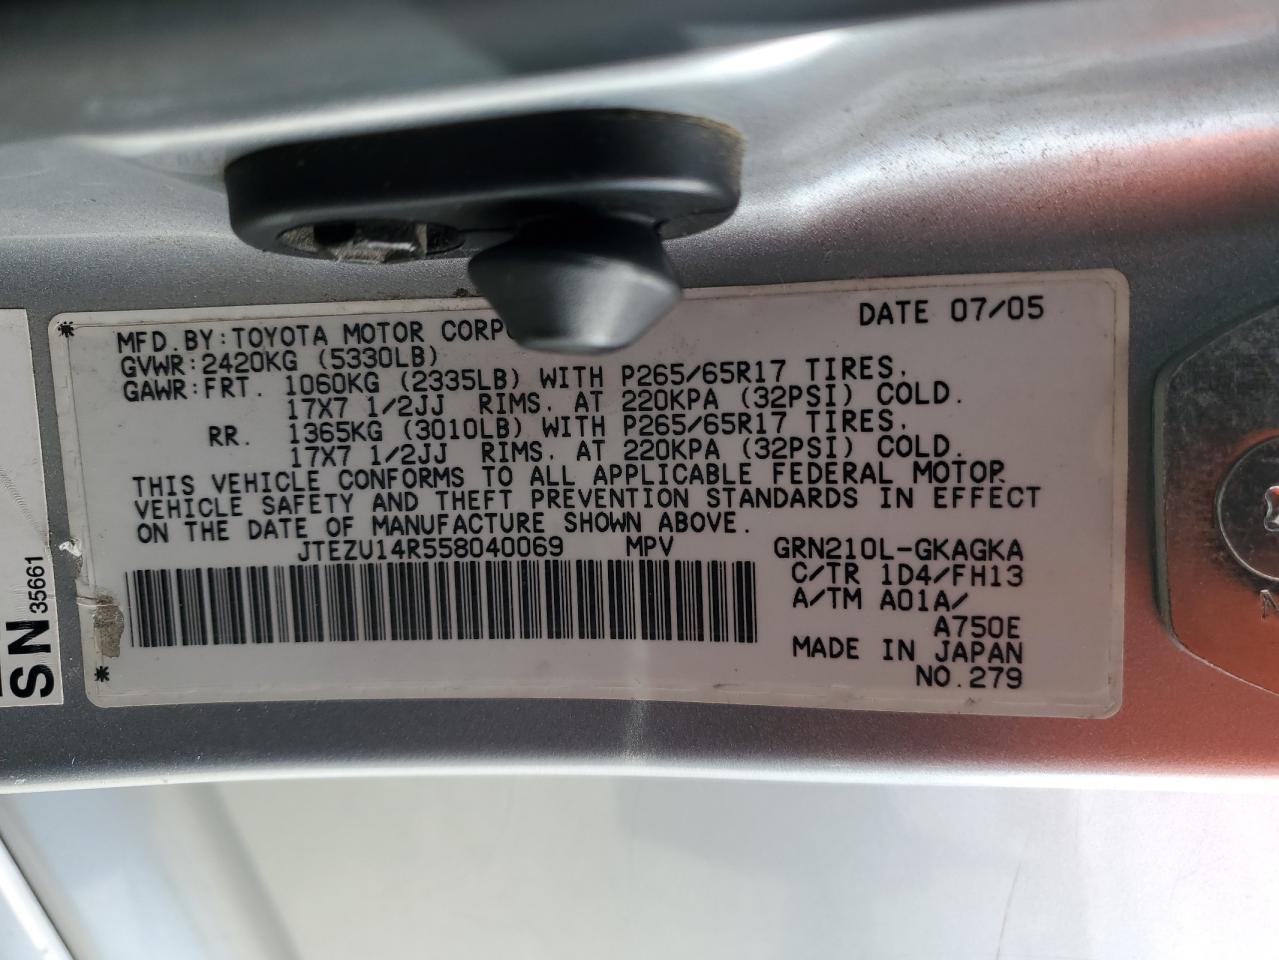 DATE 07/05
MFD. BY: TOYOTA MOTOR
GVWR: 2420KG (5330LB)
GAWR: FRT. 1060KG (2335LB) WITH P265/65R17 TIRES.
17X7 1/2JJ RIMS. AT 220KPA (32PSI) COLD.
RR. 1365KG (3010LB) WITH P265/65R17 TIRES.
17X7 1/2JJ RIMS. AT 220KPA (32PSI) COLD.
THIS VEHICLE CONFORMS TO ALL APPLICABLE FEDERAL MOTOR
VEHICLE SAFETY AND THEFT PREVENTION STANDARDS IN EFFECT
ON THE DATE OF MANUFACTURE SHOWN ABOVE.
JTEZU14R558040069 MPV GRN210L-GKAGKA
C/TR 1D4/FH13
A/TM A01A/
A750E
MADE IN JAPAN
NO. 279
SN 35661